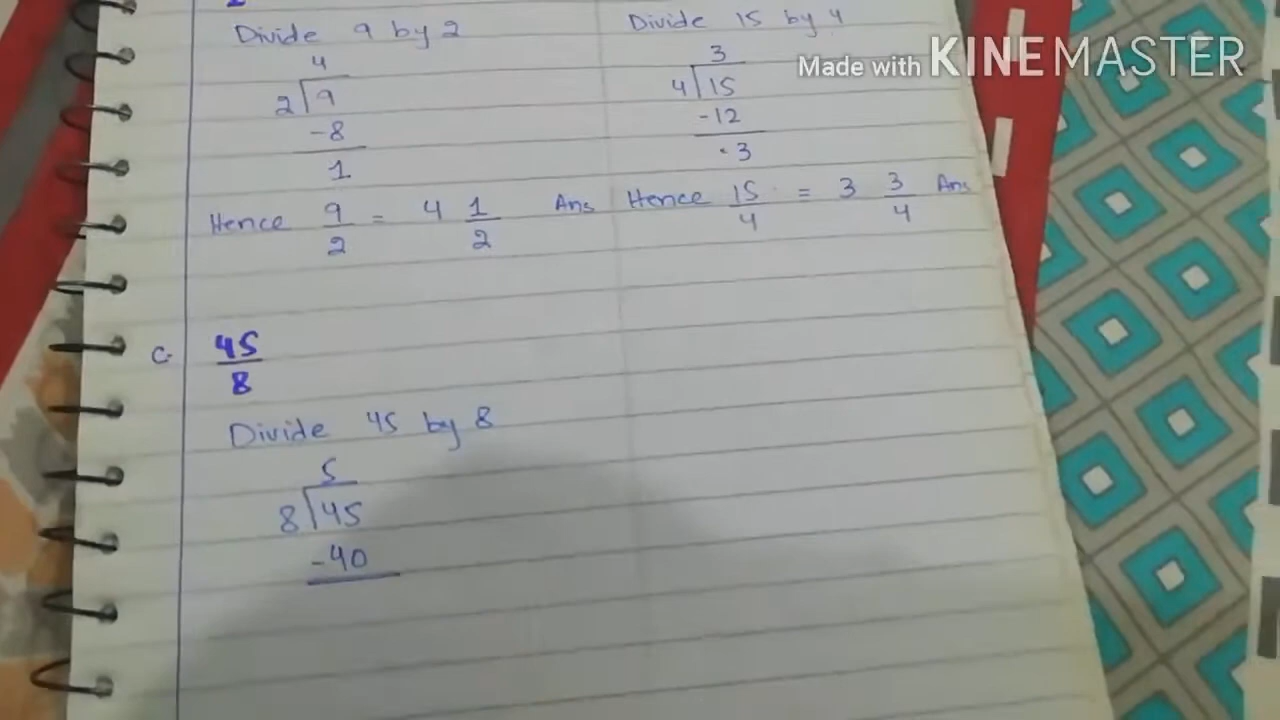 Divide 9 by 2
4
2 9
-8
1
Hence 9/2 = 4 1/2 Ans
Divide 15 by 4
3
4 15
-12
3
Hence 15/4 = 3 3/4 Ans
Made with KINEMASTER
C. 45/8
Divide 45 by 8
5
8 45
-40